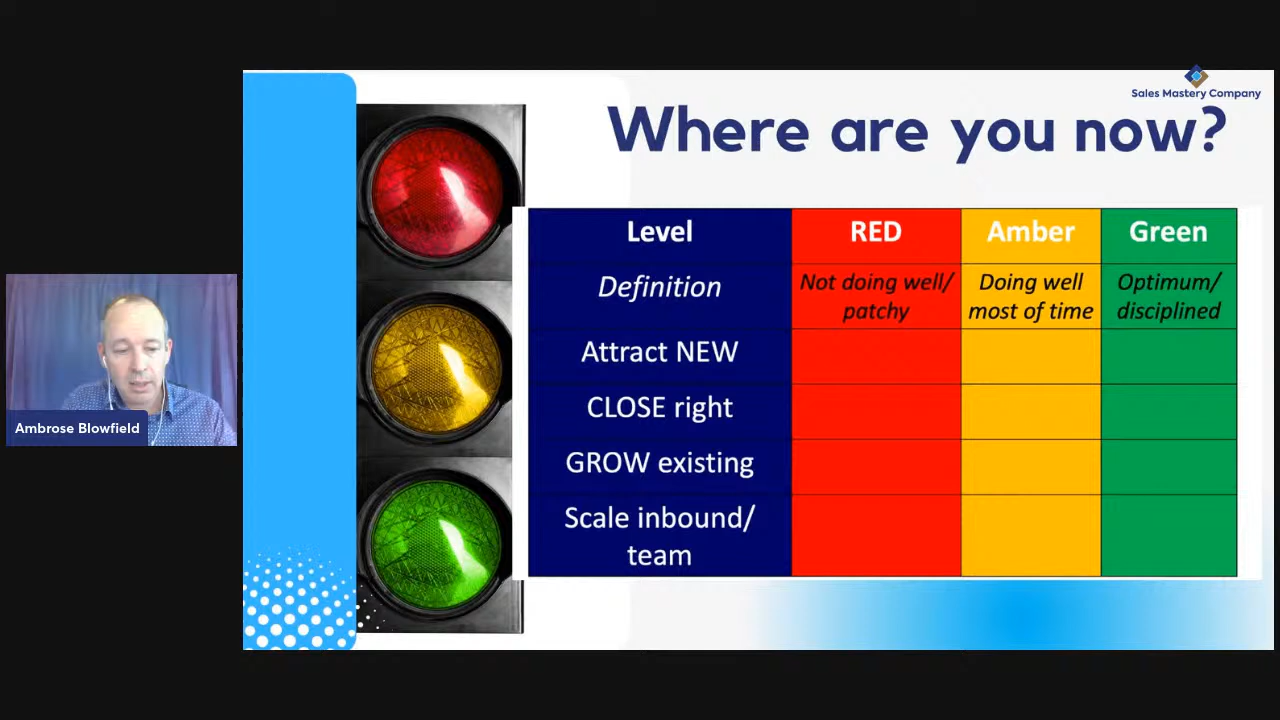 Sales Mastery Company
Where are you now?
Level RED Amber Green
Definition Not doing well/ Doing well Optimum/
patchy most of time disciplined
Attract NEW
CLOSE right
GROW existing
Scale inbound/
team
Ambrose Blowfield